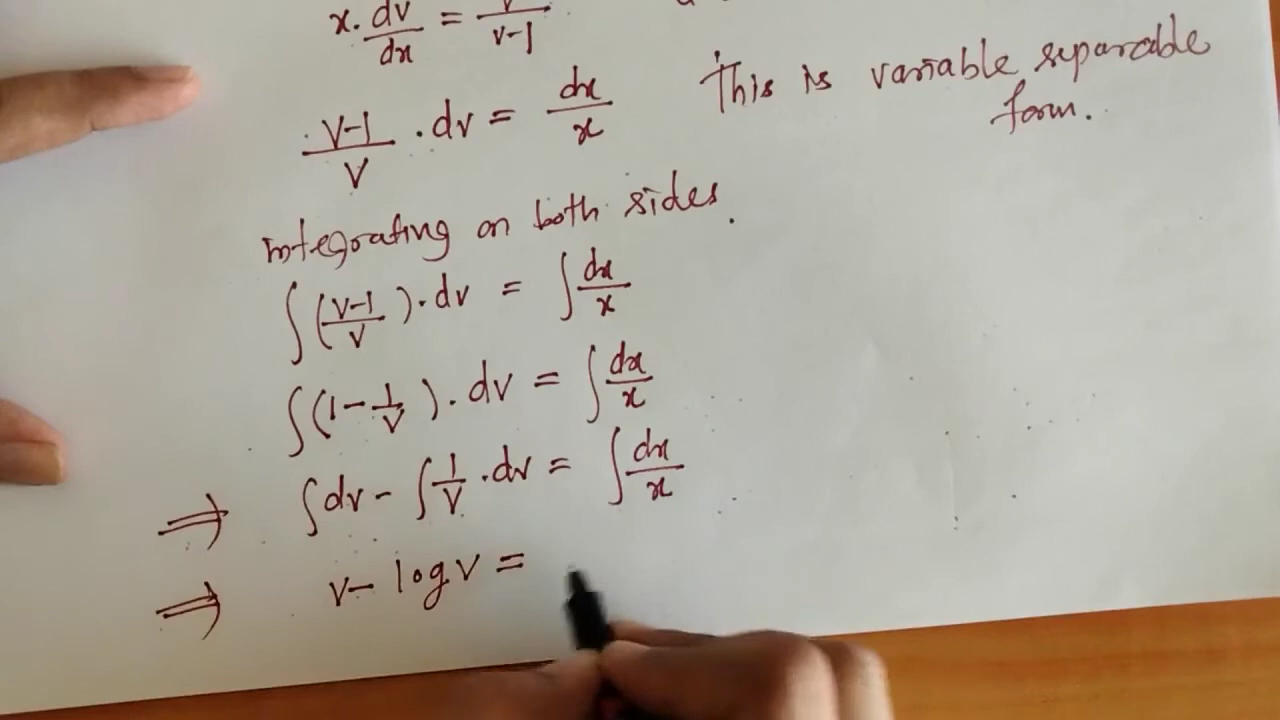 x. dv/dx = v/v-1
v-1/v . dv = dx/x
This is variable separable
form.
integrating on both sides.
∫(v-1/v).dv = ∫dx/x
∫(1-1/v).dv = ∫dx/x
⇒ ∫dv - ∫1/v .dv = ∫dx/x
⇒ v- log v =